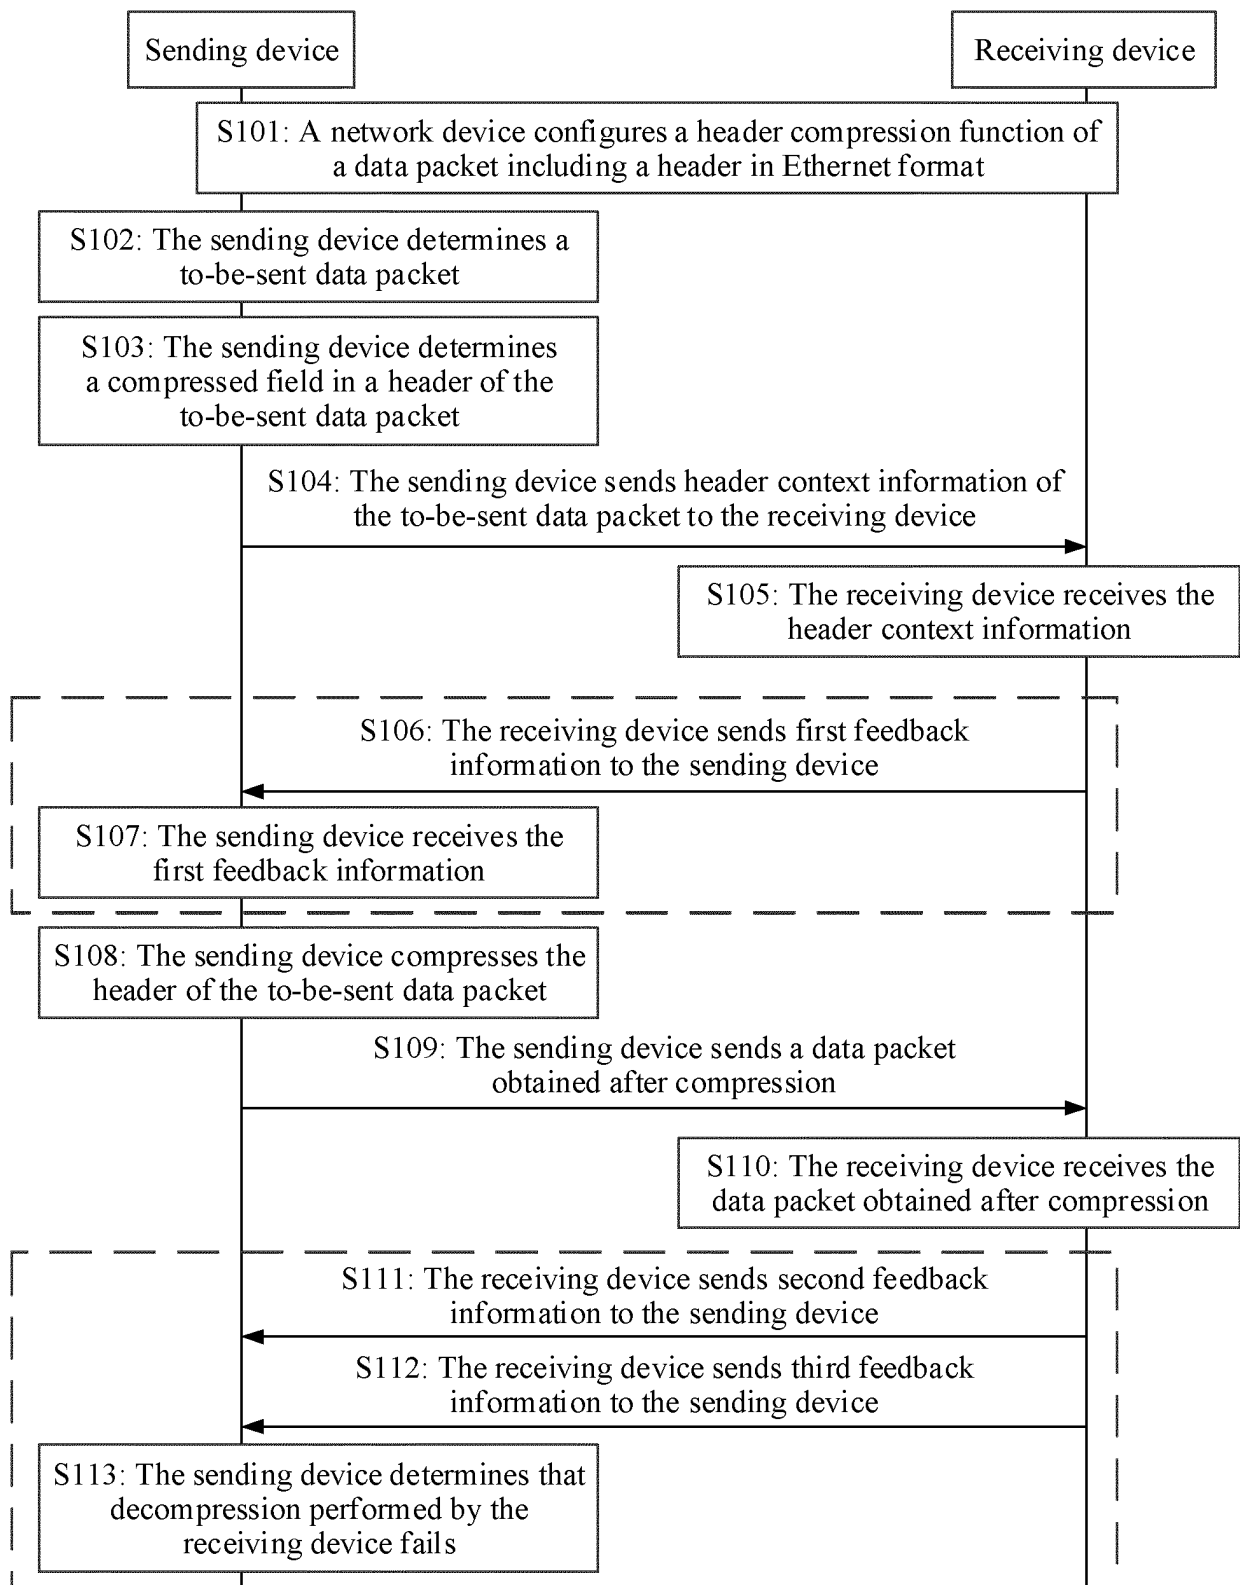 Sending device
Receiving device
S101: A network device configures a header compression function of
a data packet including a header in Ethernet format
S102: The sending device determines a
to-be-sent data packet
S103: The sending device determines
a compressed field in a header of the
to-be-sent data packet
S104: The sending device sends header context information of
the to-be-sent data packet to the receiving device
S105: The receiving device receives the
header context information
S106: The receiving device sends first feedback
information to the sending device
S107: The sending device receives the
first feedback information
S108: The sending device compresses the
header of the to-be-sent data packet
S109: The sending device sends a data packet
obtained after compression
S110: The receiving device receives the
data packet obtained after compression
S111: The receiving device sends second feedback
information to the sending device
S112: The receiving device sends third feedback
information to the sending device
S113: The sending device determines that
decompression performed by the
receiving device fails